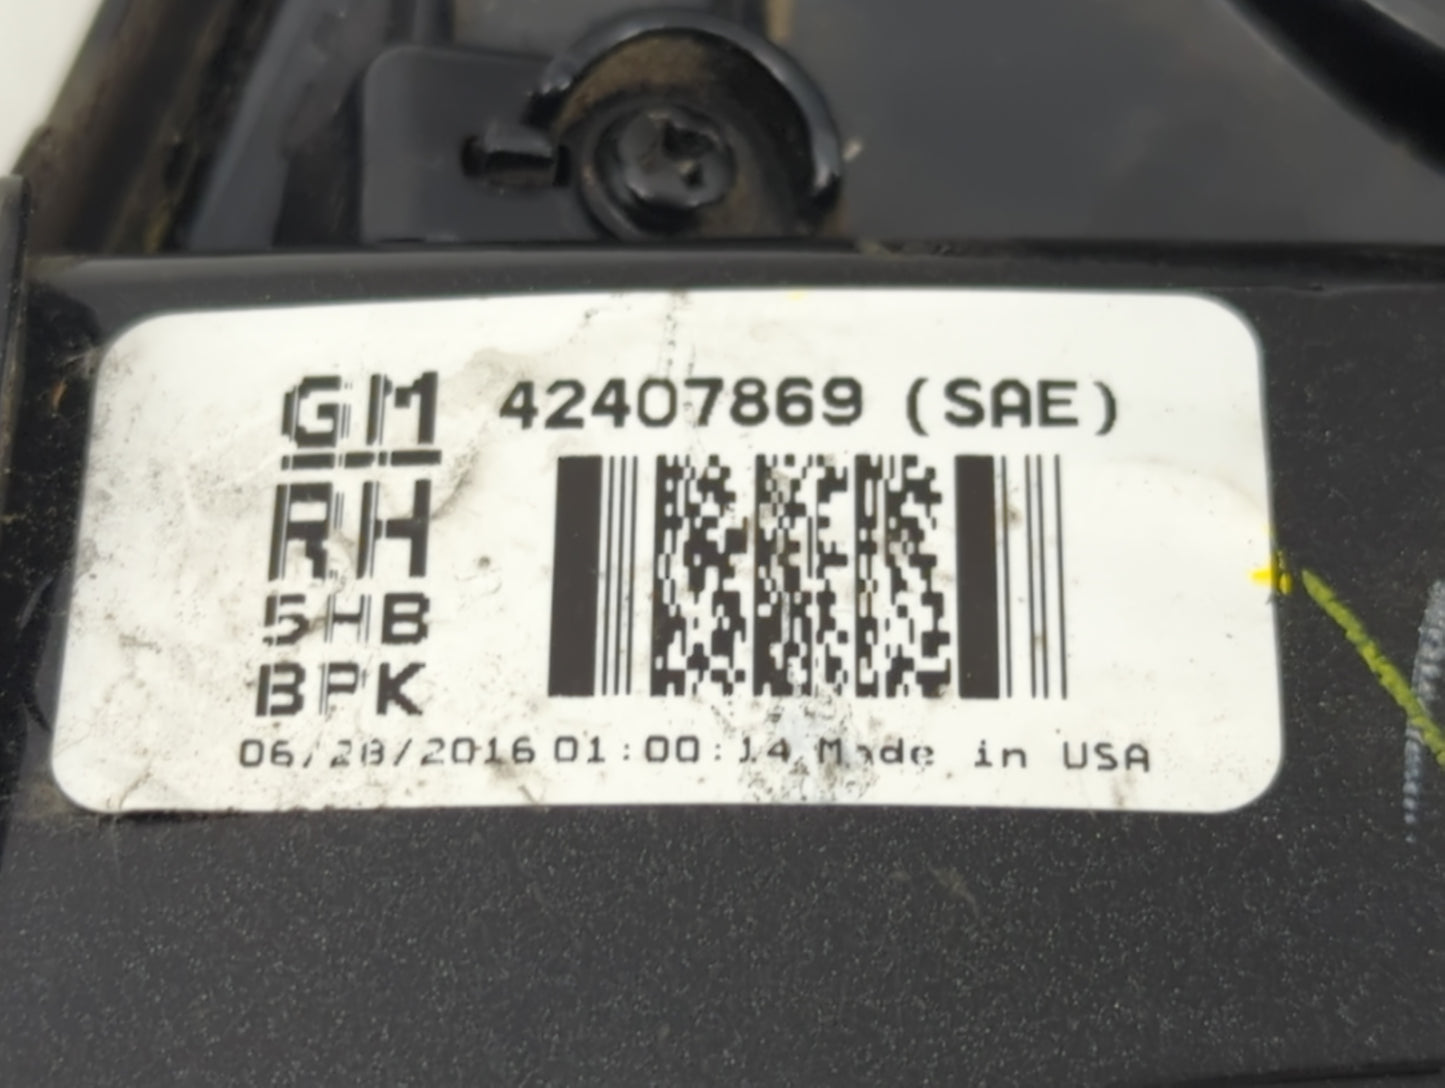 GM 42407869 (SAE)
RH
5HB
BPK
06/28/2016 01:00:14 Made in USA